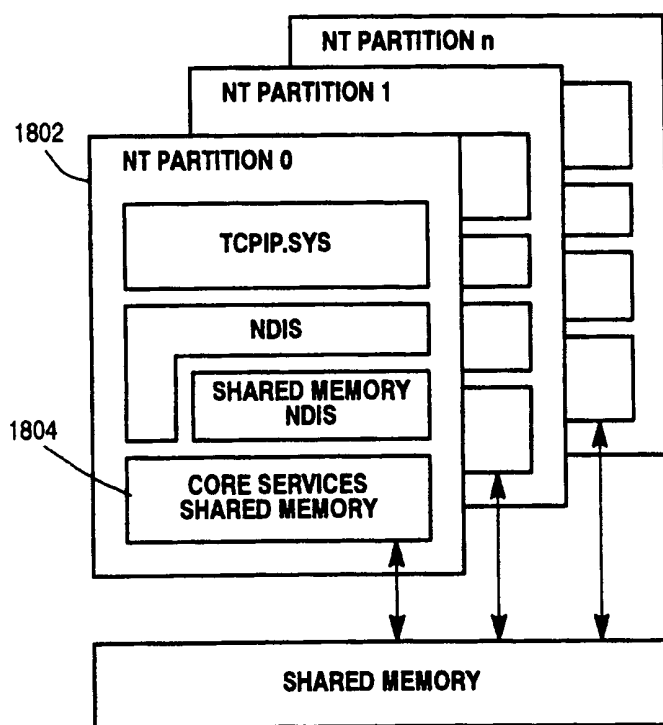 NT PARTITION n
NT PARTITION 1
1802
NT PARTITION 0
TCPIP.SYS
NDIS
SHARED MEMORY
NDIS
1804
CORE SERVICES
SHARED MEMORY
SHARED MEMORY